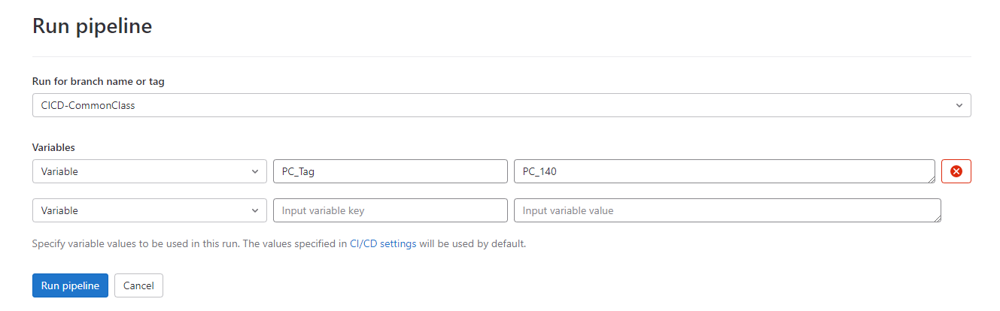 Run pipeline
Run for branch name or tag
CICD-CommonClass
Variables
Variable PC_Tag PC_140
Variable Input variable key Input variable value
Specify variable values to be used in this run. The values specified in CI/CD settings will be used by default.
Run pipeline Cancel